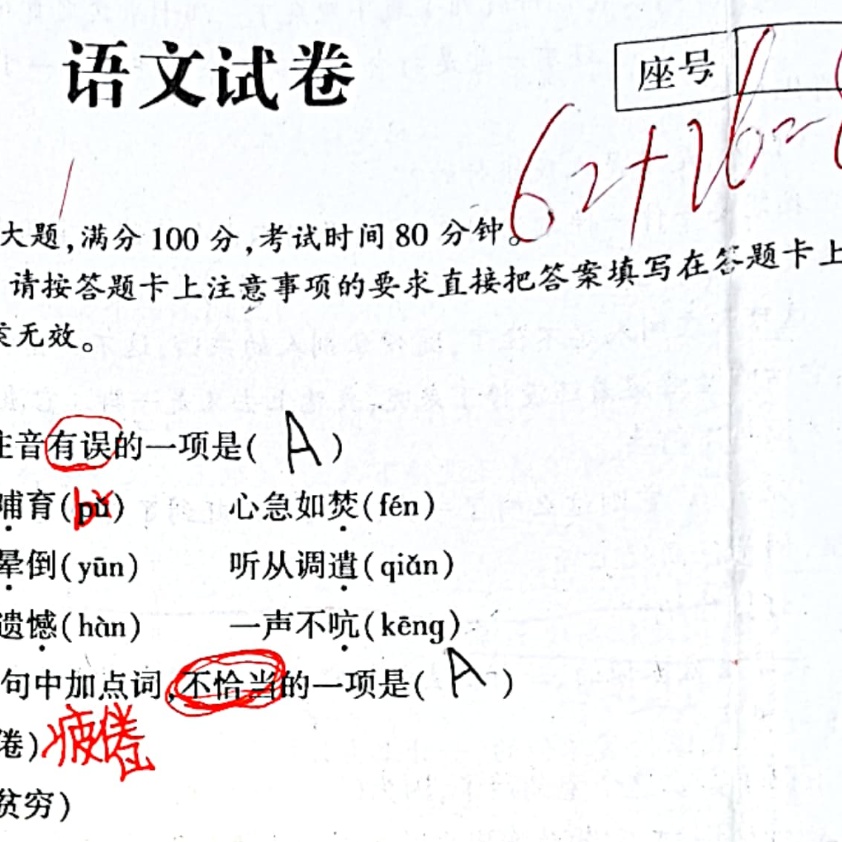 语文试卷
座号
62+26=
大题,满分100分,考试时间80分钟。
请按答题卡上注意事项的要求直接把答案填写在答题卡上
无效。
注音有误的一项是( A )
哺育(pǔ) 心急如焚(fén)
晕倒(yūn) 听从调遣(qiǎn)
遗憾(hàn) 一声不吭(kēng)
句中加点词,不恰当的一项是( A )
倦) 疲倦
贫穷)